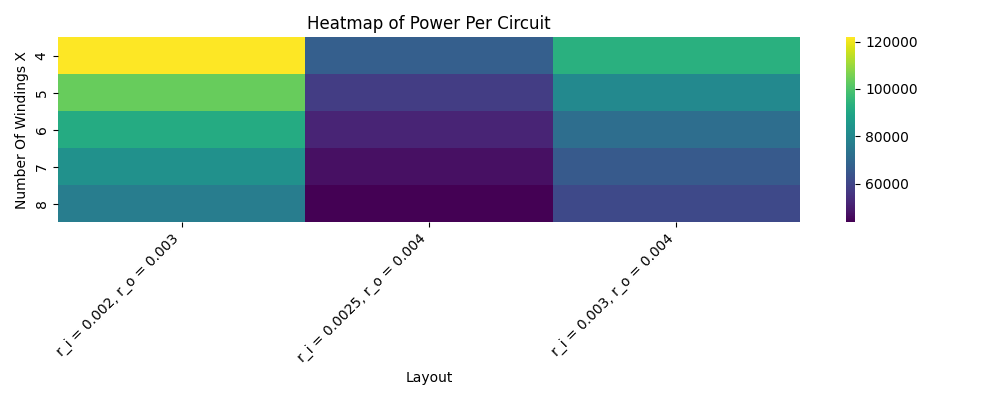 Heatmap of Power Per Circuit
Number Of Windings X
4
5
6
7
8
r_i = 0.002, r_o = 0.003
r_i = 0.0025, r_o = 0.004
r_i = 0.003, r_o = 0.004
Layout
120000
100000
80000
60000